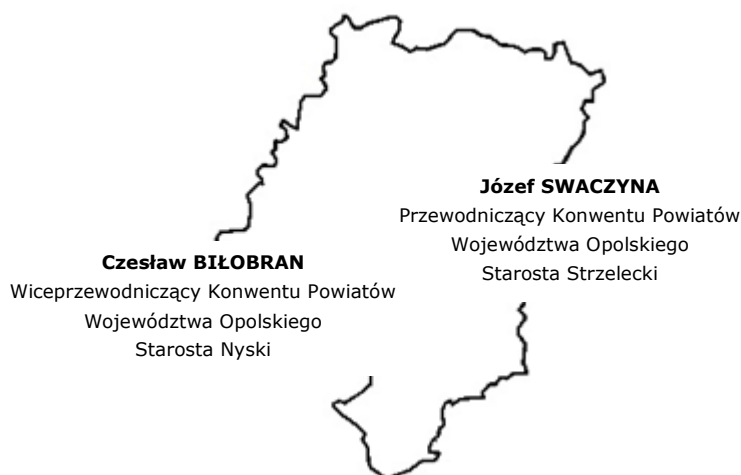 Józef SWACZYNA
Przewodniczący Konwentu Powiatów
Województwa Opolskiego
Starosta Strzelecki
Czesław BIŁOBRAN
Wiceprzewodniczący Konwentu Powiatów
Województwa Opolskiego
Starosta Nyski